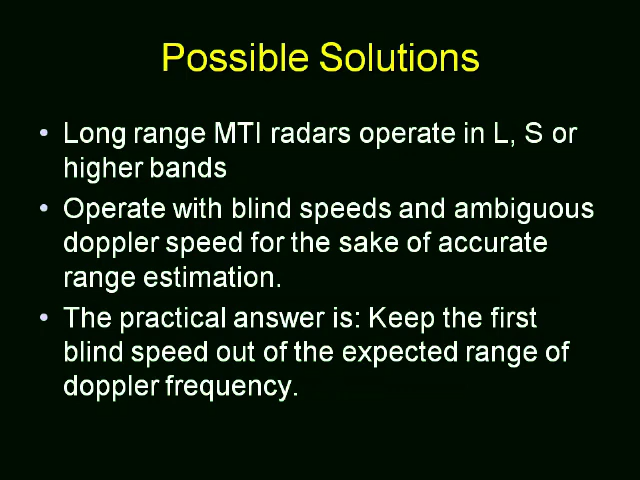 Possible Solutions
• Long range MTI radars operate in L, S or
higher bands
• Operate with blind speeds and ambiguous
doppler speed for the sake of accurate
range estimation.
• The practical answer is: Keep the first
blind speed out of the expected range of
doppler frequency.